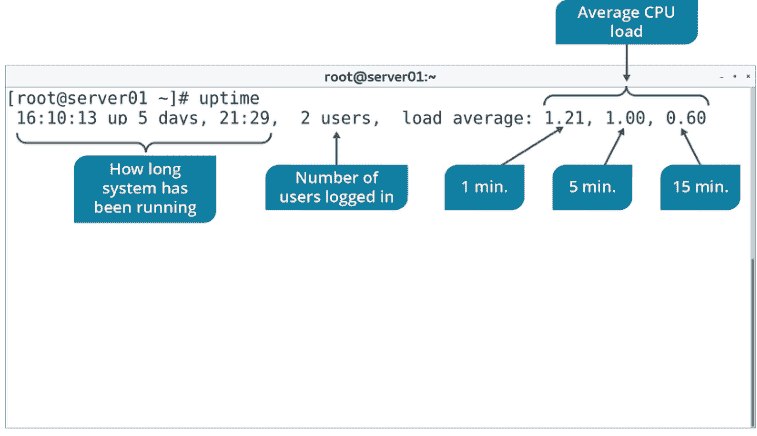 Average CPU
load
root@server01:~
[root@server01 ~]# uptime
16:10:13 up 5 days, 21:29,  2 users,  load average: 1.21, 1.00, 0.60
How long
system has
been running
Number of
users logged in
1 min.
5 min.
15 min.